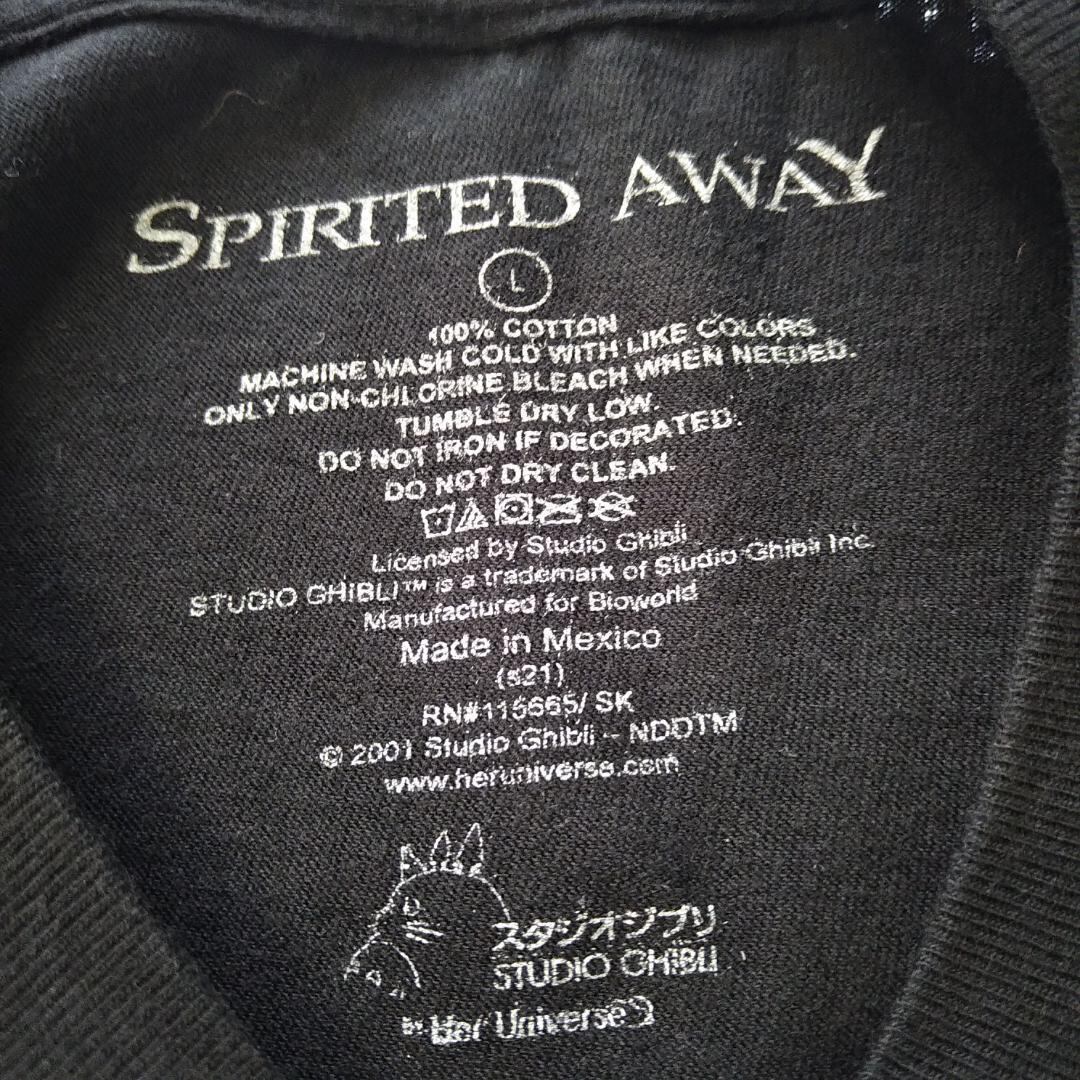 SPIRITED AWAY
L
100% COTTON
MACHINE WASH COLD WITH LIKE COLORS
ONLY NON-CHLORINE BLEACH WHEN NEEDED.
TUMBLE DRY LOW.
DO NOT IRON IF DECORATED.
DO NOT DRY CLEAN.
Licensed by Studio Ghibli
STUDIO GHIBLI™ is a trademark of Studio Ghibli Inc.
Manufactured for Bioworld
Made in Mexico
(s21)
RN#115665/ SK
© 2001 Studio Ghibli – NDDTM
www.heruniverse.com
スタジオジブリ
STUDIO GHIBLI
BY Her Universe